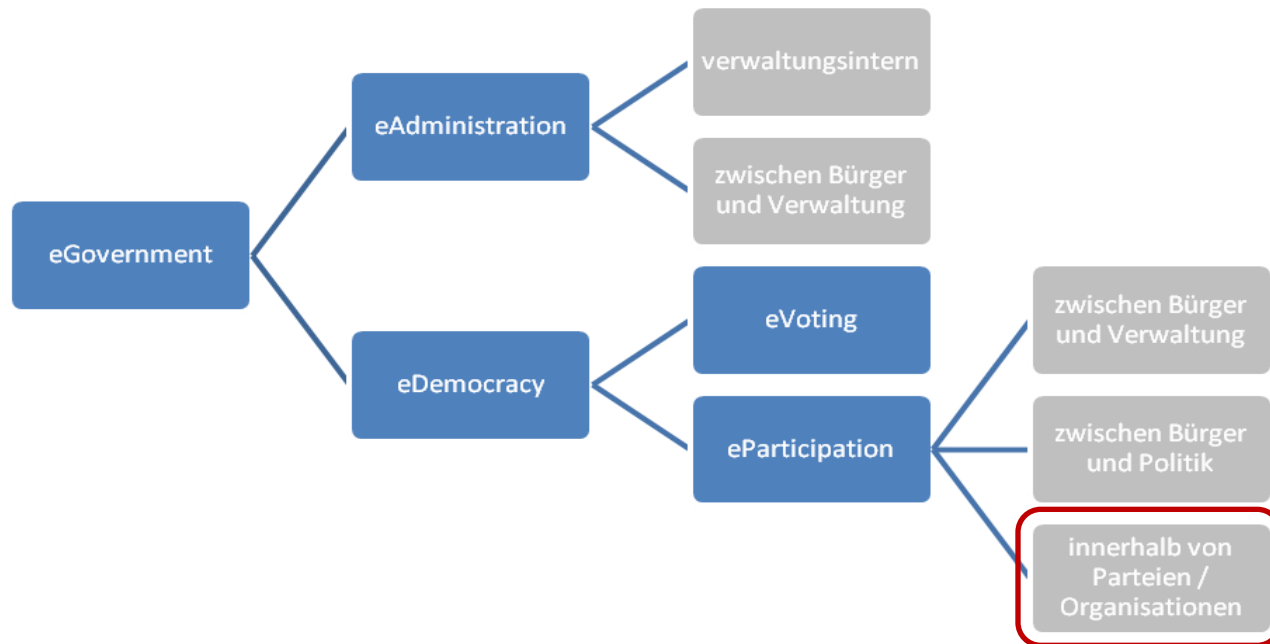 eGovernment
eAdministration
verwaltungsintern
zwischen Bürger
und Verwaltung
eDemocracy
eVoting
eParticipation
zwischen Bürger
und Verwaltung
zwischen Bürger
und Politik
innerhalb von
Parteien /
Organisationen